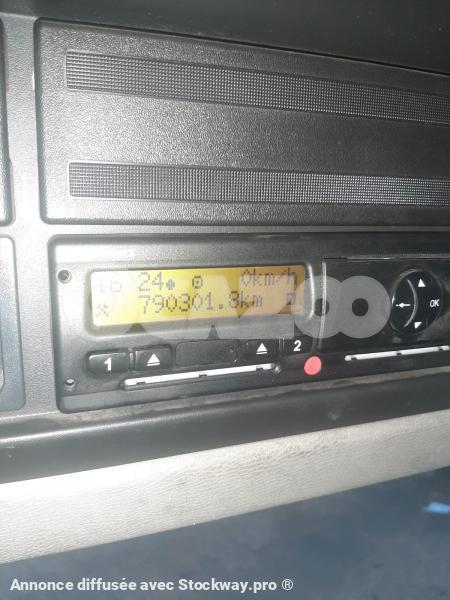 16 24 0km/h
790301.8km
1 2 OK
Annonce diffusée avec Stockway.pro ®